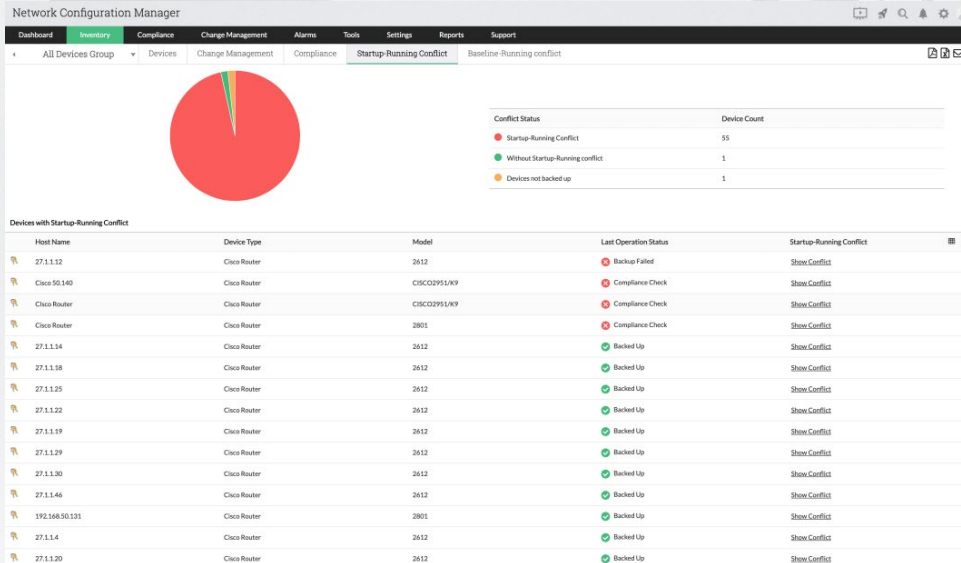 Network Configuration Manager
Dashboard Inventory Compliance Change Management Alarms Tools Settings Reports Support
All Devices Group Devices Change Management Compliance Startup-Running Conflict Baseline-Running conflict
Conflict Status Device Count
Startup-Running Conflict 55
Without Startup-Running conflict 1
Devices not backed up 1
Devices with Startup-Running Conflict
Host Name Device Type Model Last Operation Status Startup-Running Conflict
27.1.1.12 Cisco Router 2612 Backup Failed Show Conflict
Cisco 50.140 Cisco Router CISCO2951/K9 Compliance Check Show Conflict
Cisco Router Cisco Router CISCO2951/K9 Compliance Check Show Conflict
Cisco Router Cisco Router 2801 Compliance Check Show Conflict
27.1.1.14 Cisco Router 2612 Backed Up Show Conflict
27.1.1.18 Cisco Router 2612 Backed Up Show Conflict
27.1.1.25 Cisco Router 2612 Backed Up Show Conflict
27.1.1.22 Cisco Router 2612 Backed Up Show Conflict
27.1.1.19 Cisco Router 2612 Backed Up Show Conflict
27.1.1.29 Cisco Router 2612 Backed Up Show Conflict
27.1.1.30 Cisco Router 2612 Backed Up Show Conflict
27.1.1.46 Cisco Router 2612 Backed Up Show Conflict
192.168.50.131 Cisco Router 2801 Backed Up Show Conflict
27.1.1.4 Cisco Router 2612 Backed Up Show Conflict
27.1.1.20 Cisco Router 2612 Backed Up Show Conflict